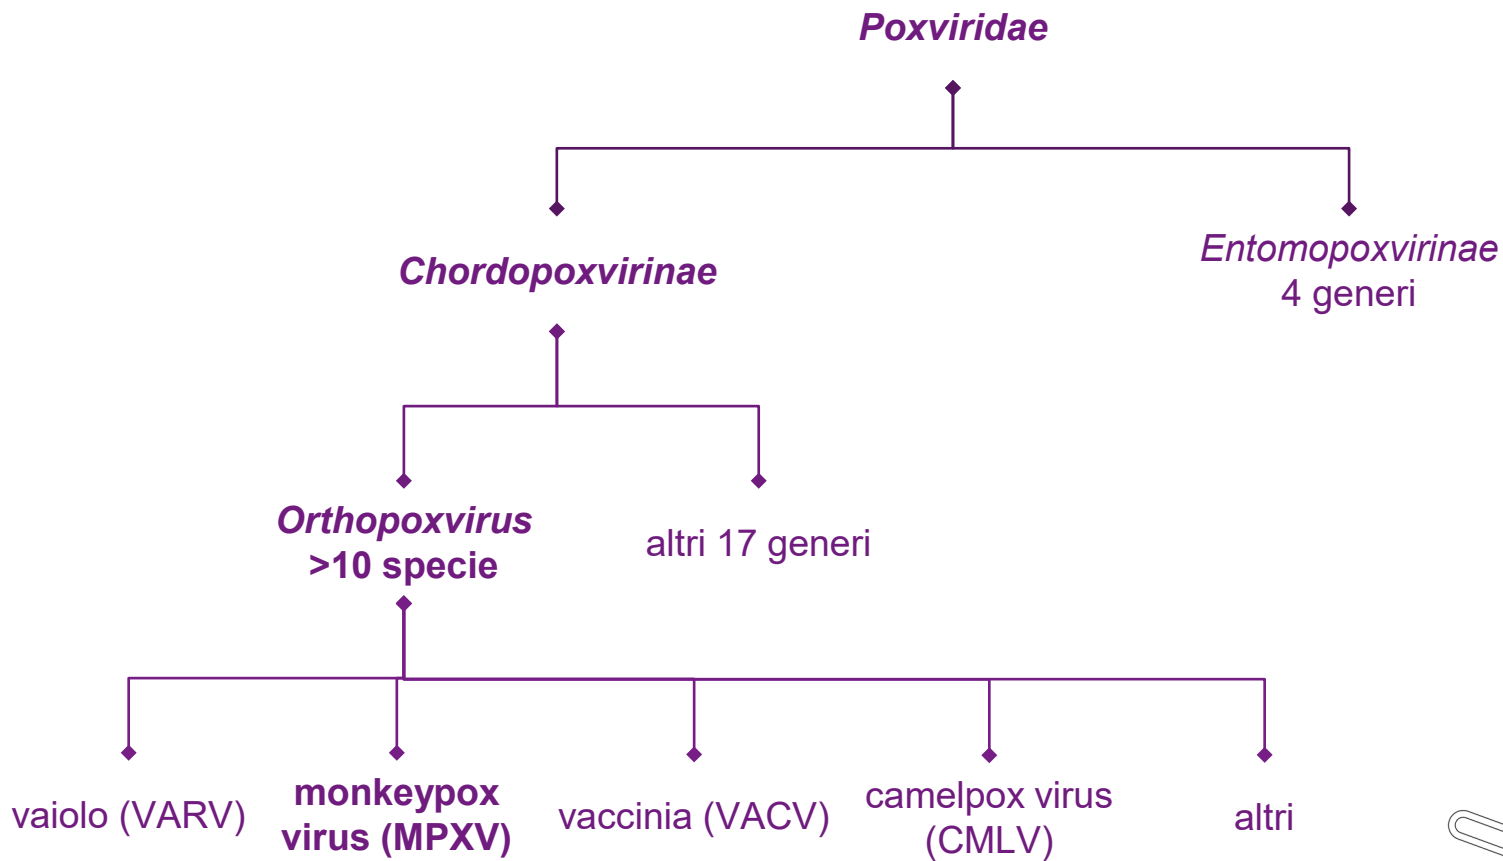 Poxviridae
Chordopoxvirinae
Entomopoxvirinae
4 generi
Orthopoxvirus
>10 specie
altri 17 generi
vaiolo (VARV)
monkeypox
virus (MPXV)
vaccinia (VACV)
camelpox virus
(CMLV)
altri